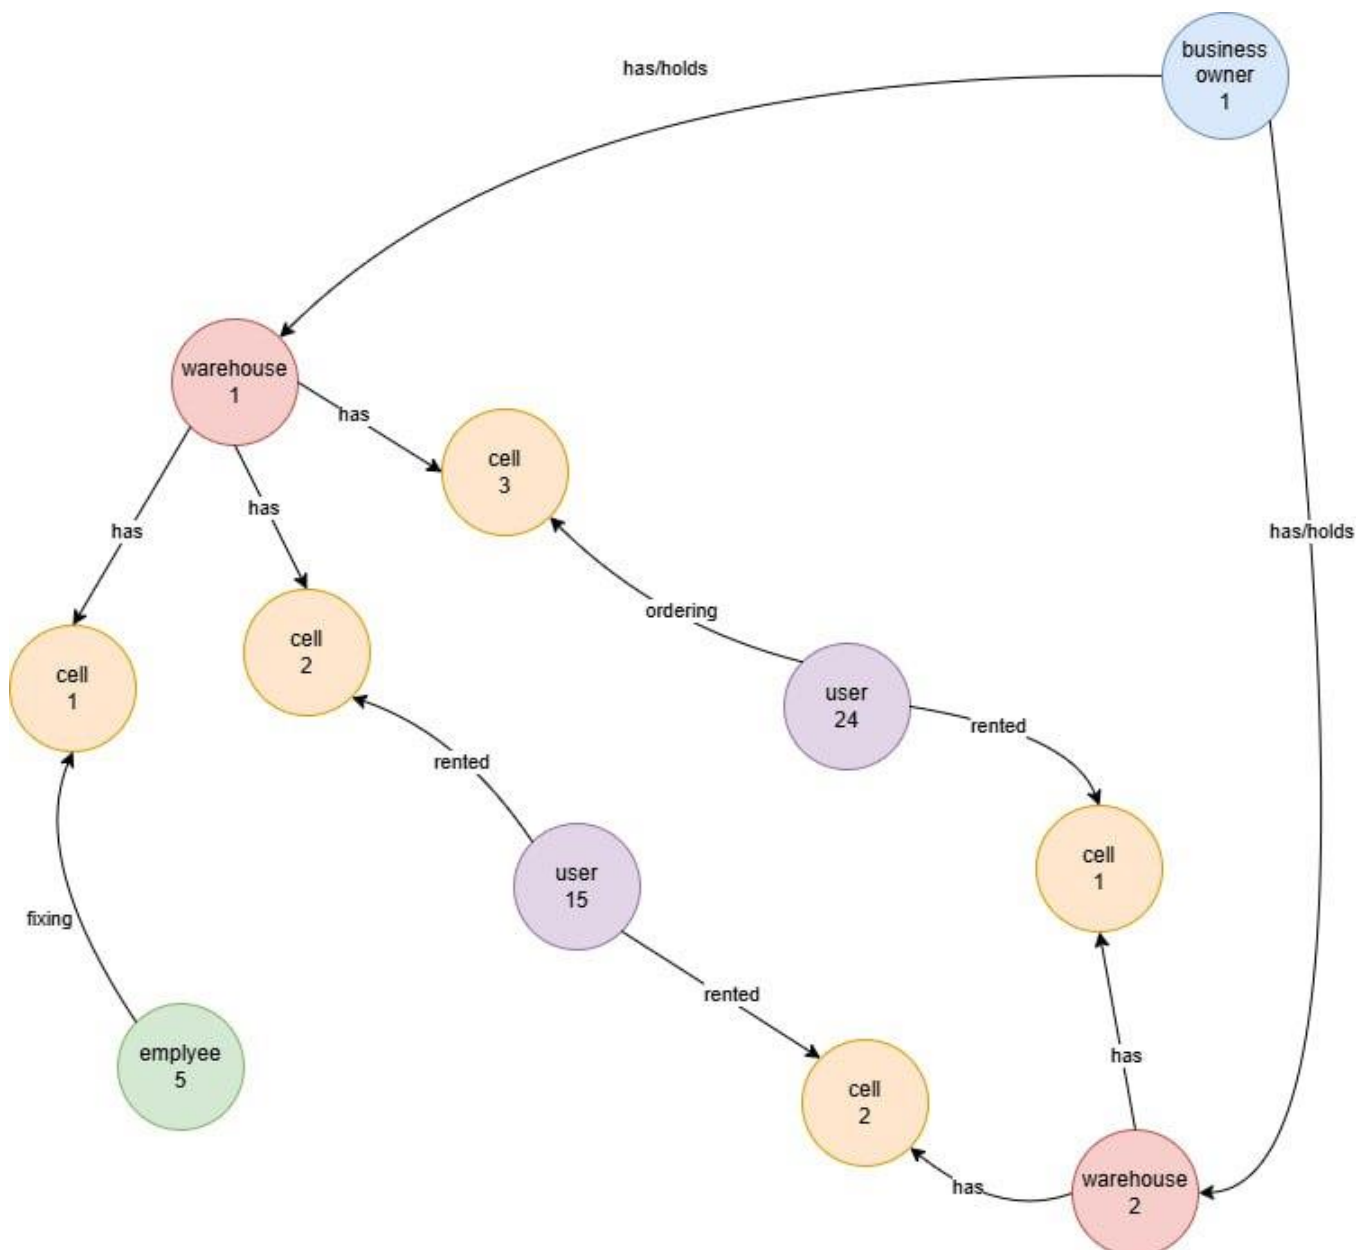 business
owner
1
has/holds
warehouse
1
has
cell
3
has
has
has/holds
ordering
cell
2
cell
1
user
24
rented
rented
cell
1
user
15
fixing
rented
emplyee
5
has
cell
2
has
warehouse
2